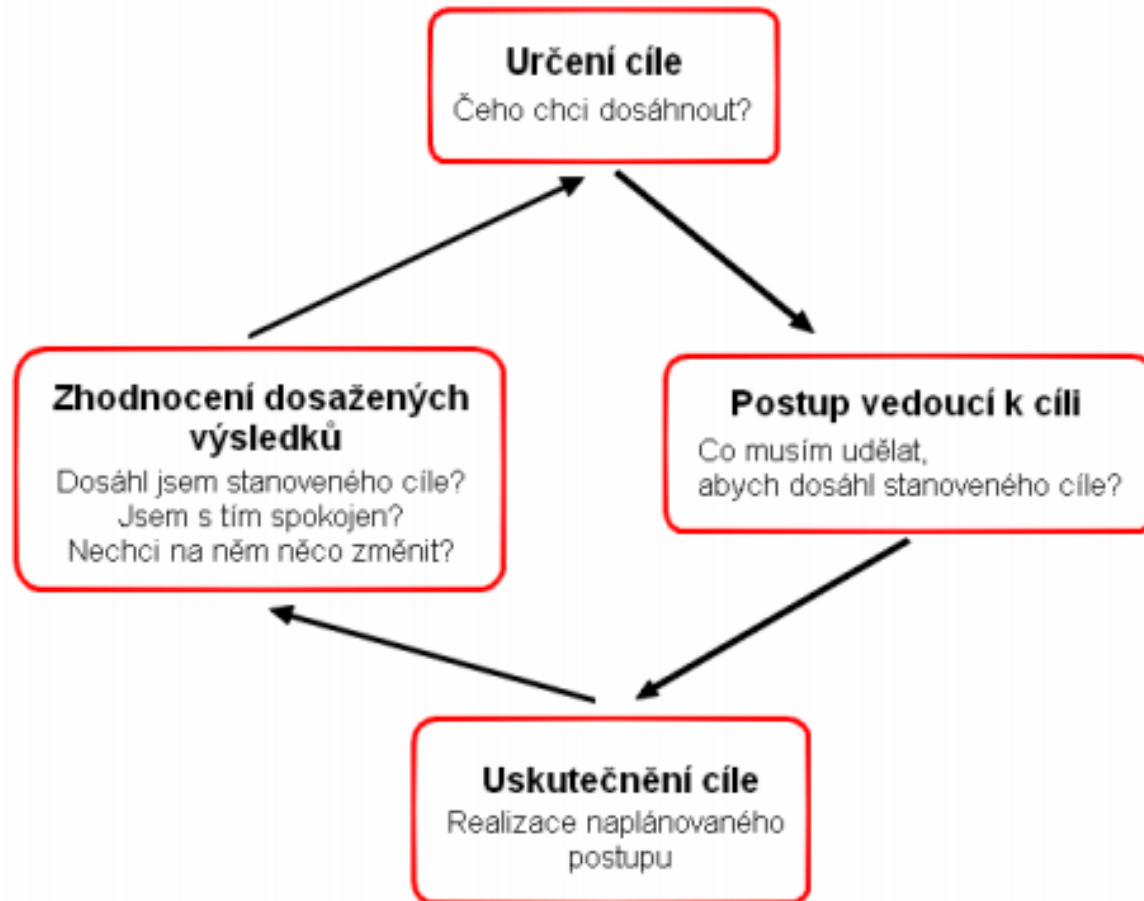 Určení cíle
Čeho chci dosáhnout?
Zhodnocení dosažených
výsledků
Dosáhl jsem stanoveného cíle?
Jsem s tím spokojen?
Nechci na něm něco změnit?
Postup vedoucí k cíli
Co musím udělat,
abych dosáhl stanoveného cíle?
Uskutečnění cíle
Realizace naplánovaného
postupu